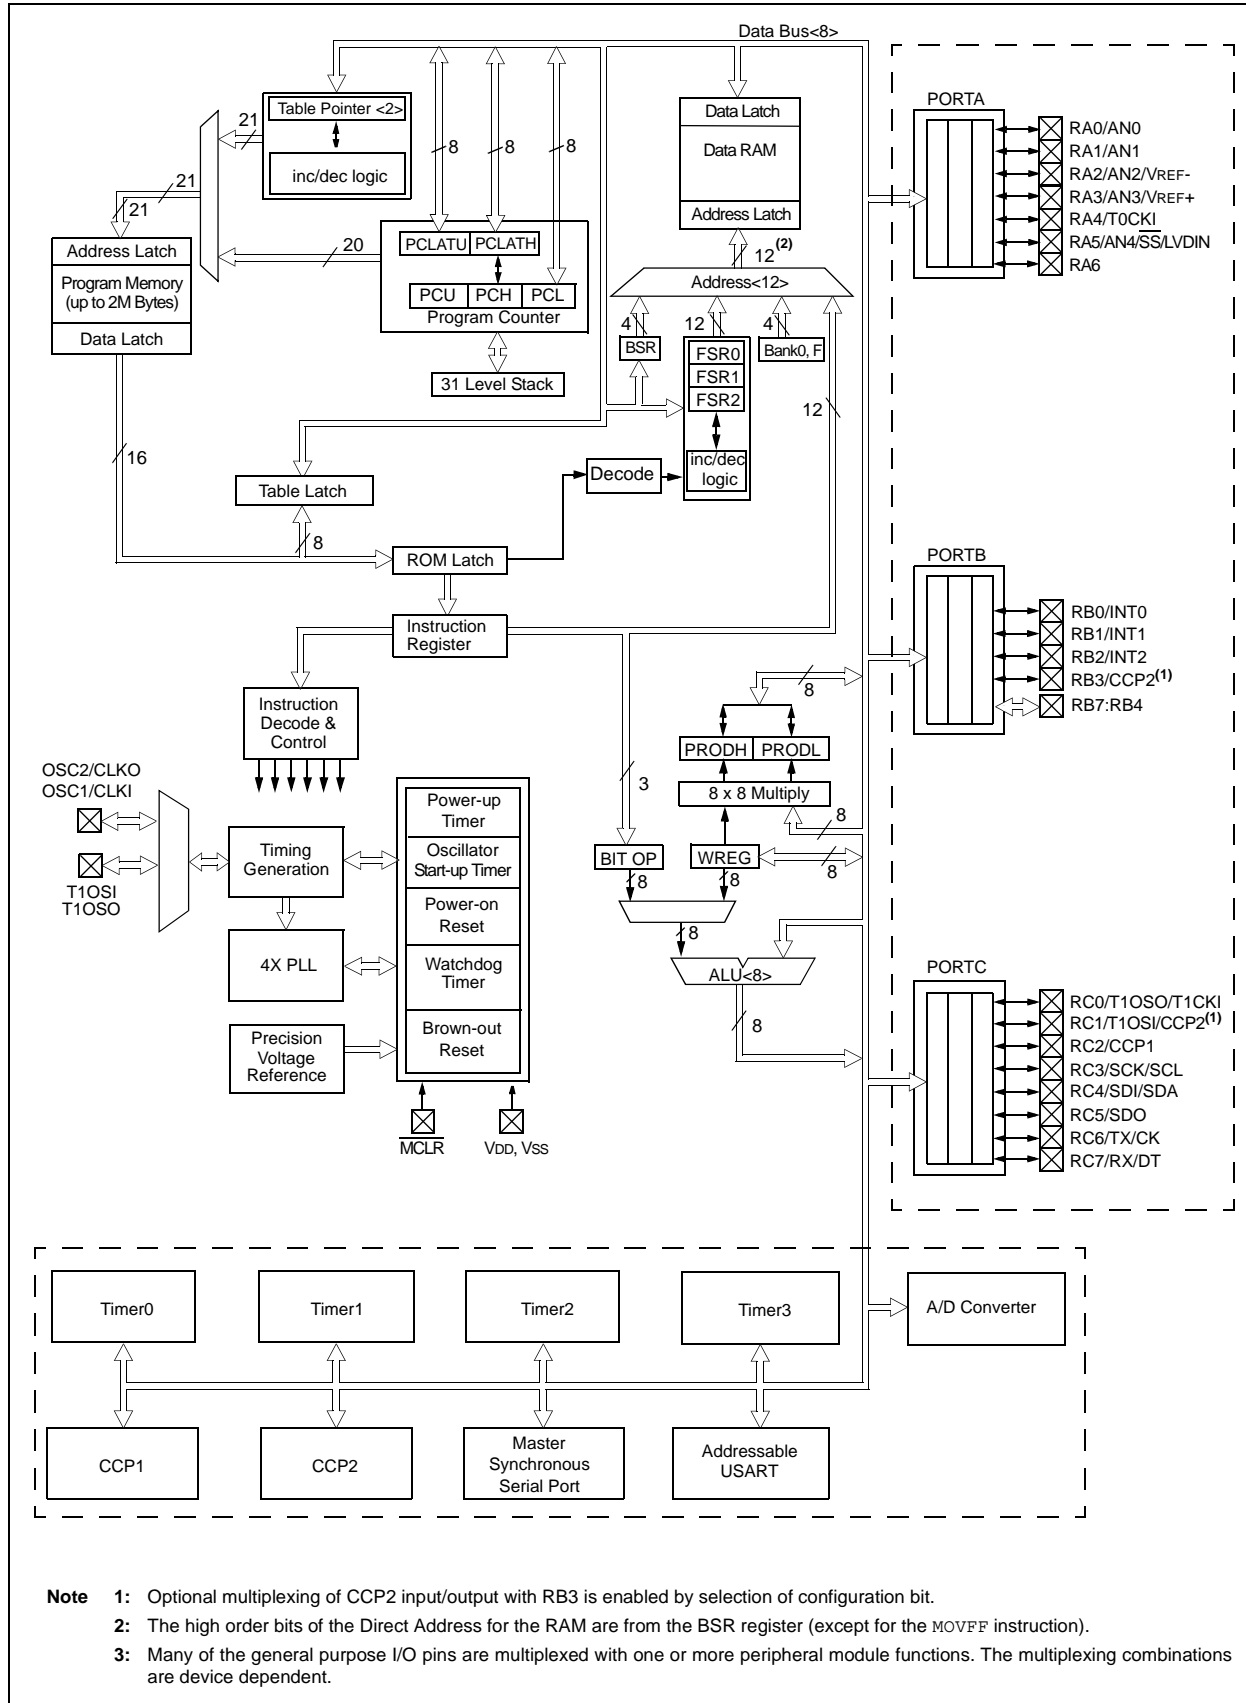 Data Bus<8>
Table Pointer <2>
inc/dec logic
21
21
21
20
8
8
8
Address Latch
Program Memory
(up to 2M Bytes)
Data Latch
16
PCLATU PCLATH
PCU PCH PCL
Program Counter
31 Level Stack
Data Latch
Data RAM
Address Latch
12(2)
Address<12>
4
12
4
BSR
FSR0
FSR1
FSR2
inc/dec
logic
Bank0, F
12
Table Latch
8
ROM Latch
Decode
Instruction
Register
Instruction
Decode &
Control
OSC2/CLKO
OSC1/CLKI
T1OSI
T1OSO
Timing
Generation
4X PLL
Precision
Voltage
Reference
Power-up
Timer
Oscillator
Start-up Timer
Power-on
Reset
Watchdog
Timer
Brown-out
Reset
MCLR
VDD, VSS
3
8
PRODH PRODL
8 x 8 Multiply
8
BIT OP
WREG
8
8
8
8
ALU<8>
8
PORTA
RA0/AN0
RA1/AN1
RA2/AN2/VREF-
RA3/AN3/VREF+
RA4/T0CKI
RA5/AN4/SS/LVDIN
RA6
PORTB
RB0/INT0
RB1/INT1
RB2/INT2
RB3/CCP2(1)
RB7:RB4
PORTC
RC0/T1OSO/T1CKI
RC1/T1OSI/CCP2(1)
RC2/CCP1
RC3/SCK/SCL
RC4/SDI/SDA
RC5/SDO
RC6/TX/CK
RC7/RX/DT
Timer0
Timer1
Timer2
Timer3
A/D Converter
CCP1
CCP2
Master
Synchronous
Serial Port
Addressable
USART
Note 1: Optional multiplexing of CCP2 input/output with RB3 is enabled by selection of configuration bit.
2: The high order bits of the Direct Address for the RAM are from the BSR register (except for the MOVFF instruction).
3: Many of the general purpose I/O pins are multiplexed with one or more peripheral module functions. The multiplexing combinations
are device dependent.